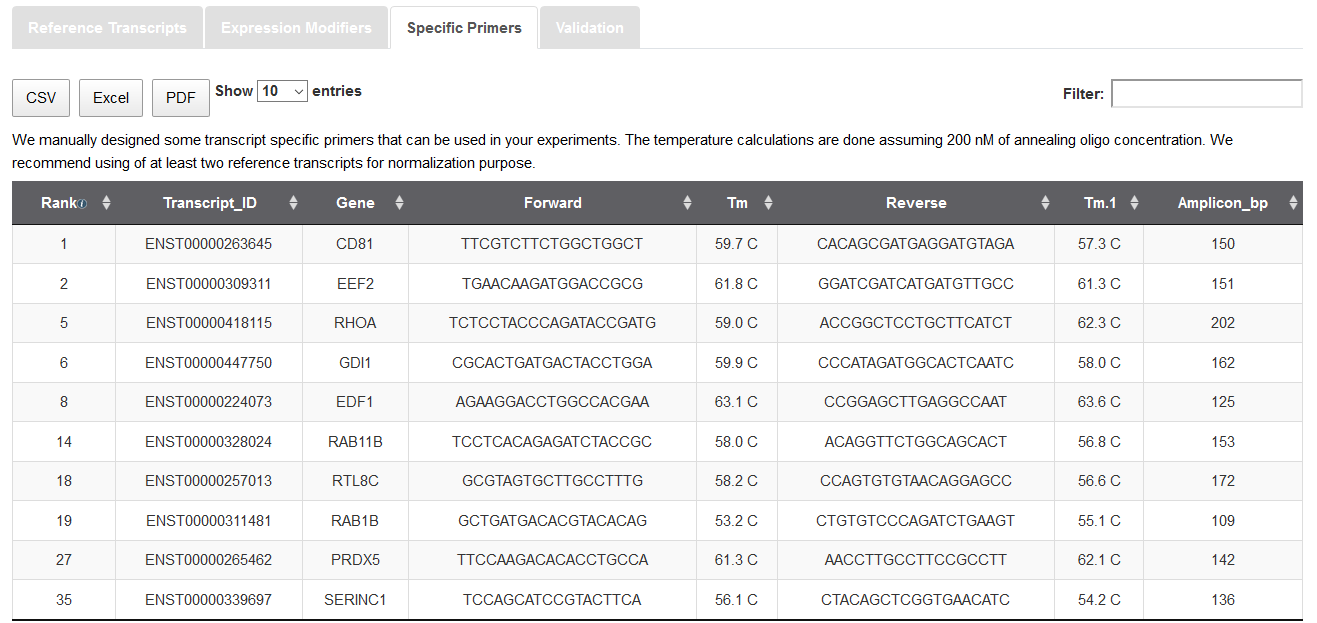 Reference Transcripts Expression Modifiers Specific Primers Validation
CSV Excel PDF Show 10 entries Filter:
We manually designed some transcript specific primers that can be used in your experiments. The temperature calculations are done assuming 200 nM of annealing oligo concentration. We
recommend using of at least two reference transcripts for normalization purpose.
Rank Transcript_ID Gene Forward Tm Reverse Tm.1 Amplicon_bp
1 ENST00000263645 CD81 TTCGTCTTCTGGCTGGCT 59.7 C CACAGCGATGAGGATGTAGA 57.3 C 150
2 ENST00000309311 EEF2 TGAACAAGATGGACCGCG 61.8 C GGATCGATCATGATGTTGCC 61.3 C 151
5 ENST00000418115 RHOA TCTCCTACCCAGATACCGATG 59.0 C ACCGGCTCCTGCTTCATCT 62.3 C 202
6 ENST00000447750 GDI1 CGCACTGATGACTACCTGGA 59.9 C CCCATAGATGGCACTCAATC 58.0 C 162
8 ENST00000224073 EDF1 AGAAGGACCTGGCCACGAA 63.1 C CCGGAGCTTGAGGCCAAT 63.6 C 125
14 ENST00000328024 RAB11B TCCTCACAGAGATCTACCGC 58.0 C ACAGGTTCTGGCAGCACT 56.8 C 153
18 ENST00000257013 RTL8C GCGTAGTGCTTGCCTTTG 58.2 C CCAGTGTGTAACAGGAGCC 56.6 C 172
19 ENST00000311481 RAB1B GCTGATGACACGTACACAG 53.2 C CTGTGTCCCAGATCTGAAGT 55.1 C 109
27 ENST00000265462 PRDX5 TTCCAAGACACACCTGCCA 61.3 C AACCTTGCCTTCCGCCTT 62.1 C 142
35 ENST00000339697 SERINC1 TCCAGCATCCGTACTTCA 56.1 C CTACAGCTCGGTGAACATC 54.2 C 136